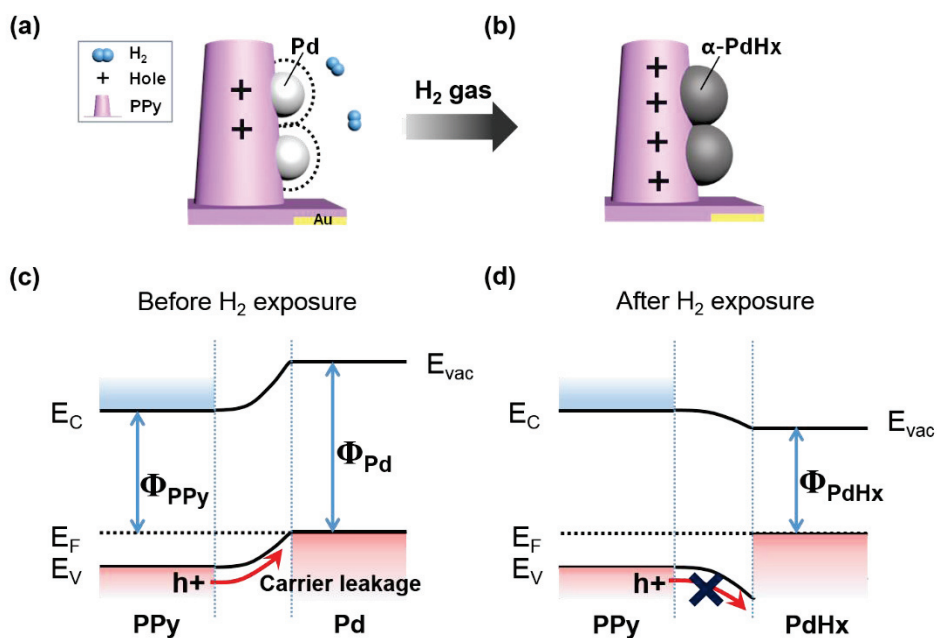 (a)
H2
+ Hole
PPy
Pd
+
+
Au
H2 gas
(b)
α-PdHx
+
+
+
+
(c)
Before H2 exposure
Evac
EC
ΦPPy
ΦPd
EF
EV
h+
Carrier leakage
PPy
Pd
(d)
After H2 exposure
EC
Evac
ΦPdHx
EF
EV
h+
PPy
PdHx